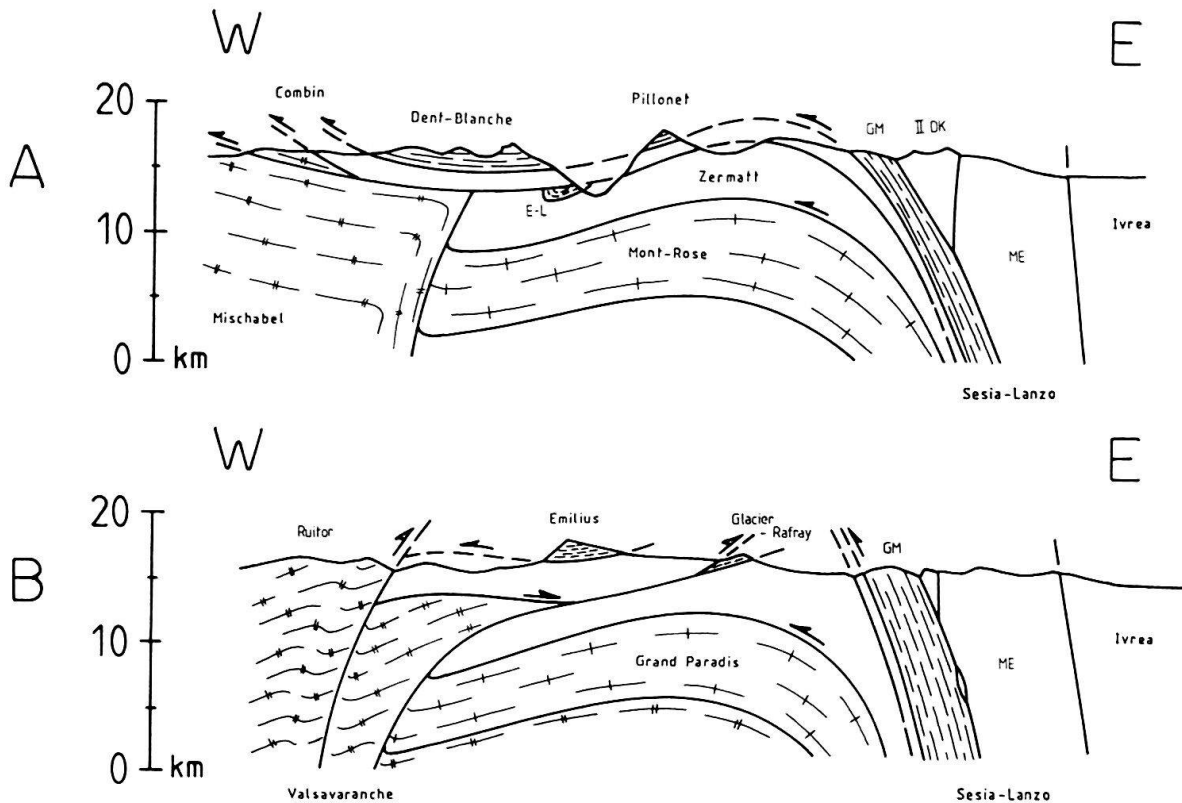 W E
A
20
10
0 km
Combin
Dent-Blanche
Pillonet
GM
II DK
E-L
Zermatt
Mont-Rose
Mischabel
ME
Ivrea
Sesia-Lanzo
W E
B
20
10
0 km
Ruitor
Emilius
Glacier
- Rafray
GM
Grand Paradis
ME
Ivrea
Valsavaranche
Sesia-Lanzo